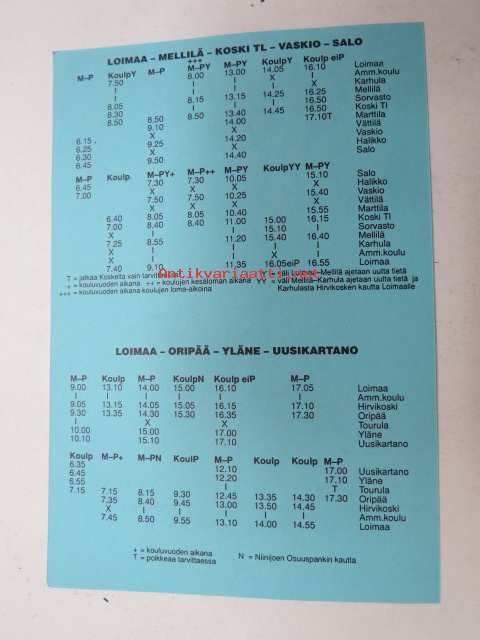 LOIMAA – MELLILÄ – KOSKI TL – VASKIO – SALO
+++
M–P KoulpY M–P M–PY M–PY KoulpY Koulp eiP
7.50 8.00 13.00 14.05 16.10 Loimaa
I I I X I Amm.koulu
I I I X I Karhula
I 8.15 13.15 14.25 16.25 Mellilä
8.05 I I I 16.50 Sorvasto
8.30 I 13.40 14.45 16.50 Koski Tl
8.50 8.50 8.50 14.00 17.10T Marttila
9.10 X Vättilä
6.15 X 14.20 Vaskio
6.25 9.25 X Halikko
6.30 X 14.40 Salo
6.45 9.50
M–P Koulp. M–PY+ M–P++ M–PY KoulpYY M–PY
6.45 7.30 7.30 10.05 15.10 Salo
7.00 X X X X Halikko
7.50 7.50 10.25 15.40 Vaskio
X X X X Vättilä
8.05 8.05 10.40 15.55 Marttila
6.40 8.40 8.40 11.00 15.00 16.15 Koski Tl
7.00 I I 15.10 I Sorvasto
X 8.55 11.20 15.40 16.40 Mellilä
7.25 I I I I Karhula
X I I X I Amm.koulu
7.40 9.10 11.35 16.05eiP Loimaa
T = jatkaa Koskelta vain tarvittaessa
+ = kouluvuoden aikana ++ = koulujen kesäloman aikana
+++ = kouluvuoden aikana koulujen loma-aikoina
väli Loimaa–Mellilä ajetaan uutta tietä
YY = väli Mellilä–Karhula ajetaan uutta tietä ja
Karhulasta Hirvikosken kautta Loimaalle
Antikvariaatti.net
LOIMAA – ORIPÄÄ – YLÄNE – UUSIKARTANO
M–P Koulp M–P KoulpN Koulp eiP M–P
9.00 13.10 14.00 15.00 16.10 17.05 Loimaa
I I I I I I Amm.koulu
9.05 13.15 14.05 15.05 16.15 17.10 Hirvikoski
9.30 13.35 14.30 15.30 16.35 17.30 Oripää
I X X Tourula
10.00 15.00 17.00 Yläne
10.10 15.10 17.10 Uusikartano
Koulp M–P+ M–PN KoulP M–P Koulp Koulp M–P
6.35 12.10 17.00 Uusikartano
6.45 12.20 17.10 Yläne
6.55 I T Tourula
7.15 7.15 8.15 9.30 12.45 13.35 14.30 17.30 Oripää
7.35 8.40 9.45 13.00 13.50 14.45 Hirvikoski
X I I I I I Amm.koulu
7.45 8.50 9.55 13.10 14.00 14.55 Loimaa
+ = kouluvuoden aikana
T = poikkeaa tarvittaessa
N = Niinijoen Osuuspankin kautta